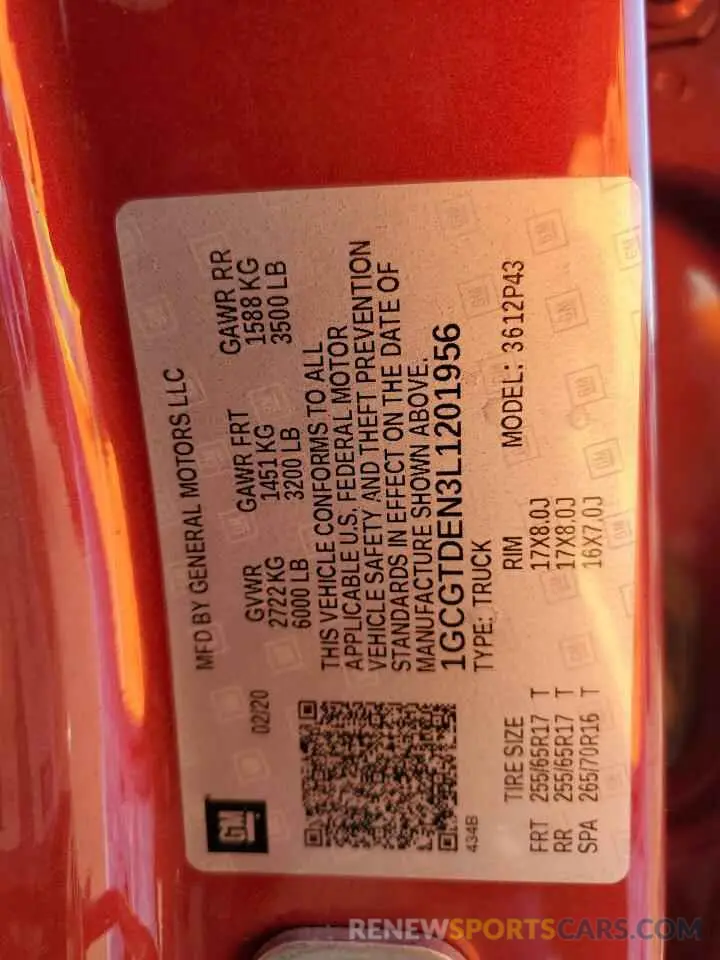 GM
MFD BY GENERAL MOTORS LLC
02/20
GVWR
2722 KG
6000 LB
GAWR FRT
1451 KG
3200 LB
GAWR RR
1588 KG
3500 LB
THIS VEHICLE CONFORMS TO ALL
APPLICABLE U.S. FEDERAL MOTOR
VEHICLE SAFETY AND THEFT PREVENTION
STANDARDS IN EFFECT ON THE DATE OF
MANUFACTURE SHOWN ABOVE.
1GCGTDEN3L1201956
TYPE: TRUCK
MODEL: 3612P43
434B
TIRE SIZE RIM
FRT 255/65R17 T 17X8.0J
RR 255/65R17 T 17X8.0J
SPA 265/70R16 T 16X7.0J
RENEWSPORTSCARS.COM